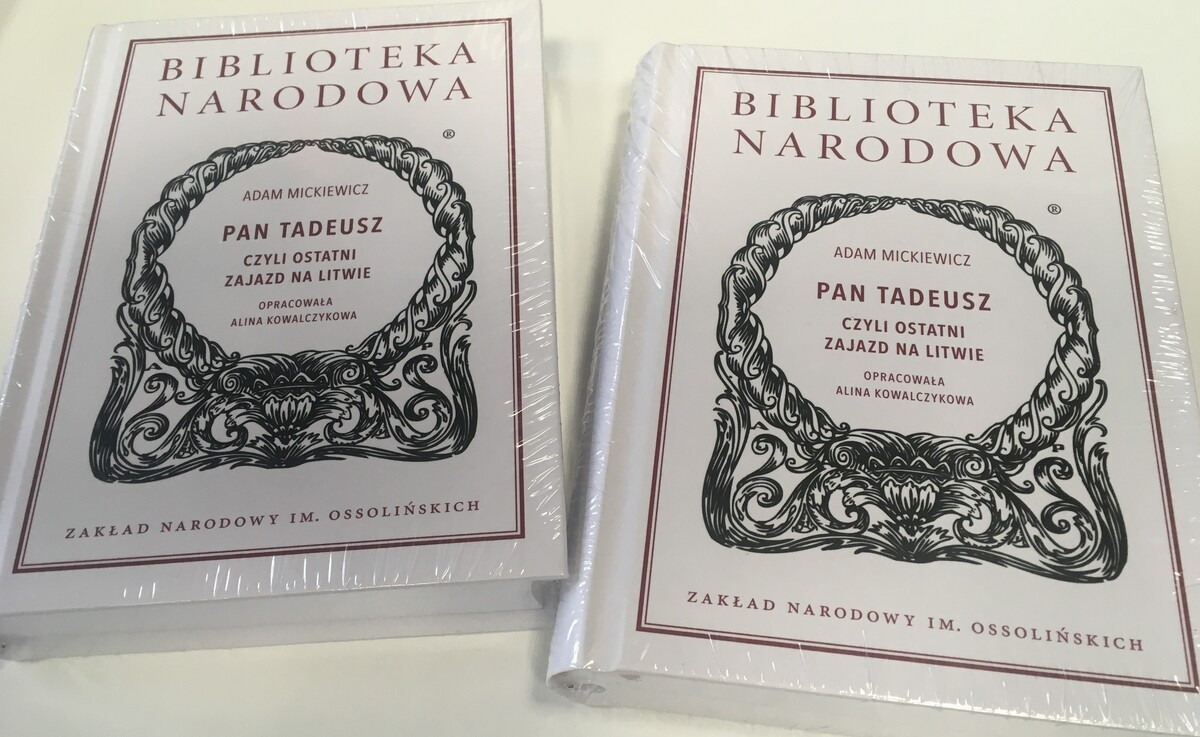 BIBLIOTEKA
NARODOWA
®
ADAM MICKIEWICZ
PAN TADEUSZ
CZYLI OSTATNI
ZAJAZD NA LITWIE
OPRACOWAŁA
ALINA KOWALCZYKOWA
ZAKŁAD NARODOWY IM. OSSOLIŃSKICH
BIBLIOTEKA
NARODOWA
®
ADAM MICKIEWICZ
PAN TADEUSZ
CZYLI OSTATNI
ZAJAZD NA LITWIE
OPRACOWAŁA
ALINA KOWALCZYKOWA
ZAKŁAD NARODOWY IM. OSSOLIŃSKICH